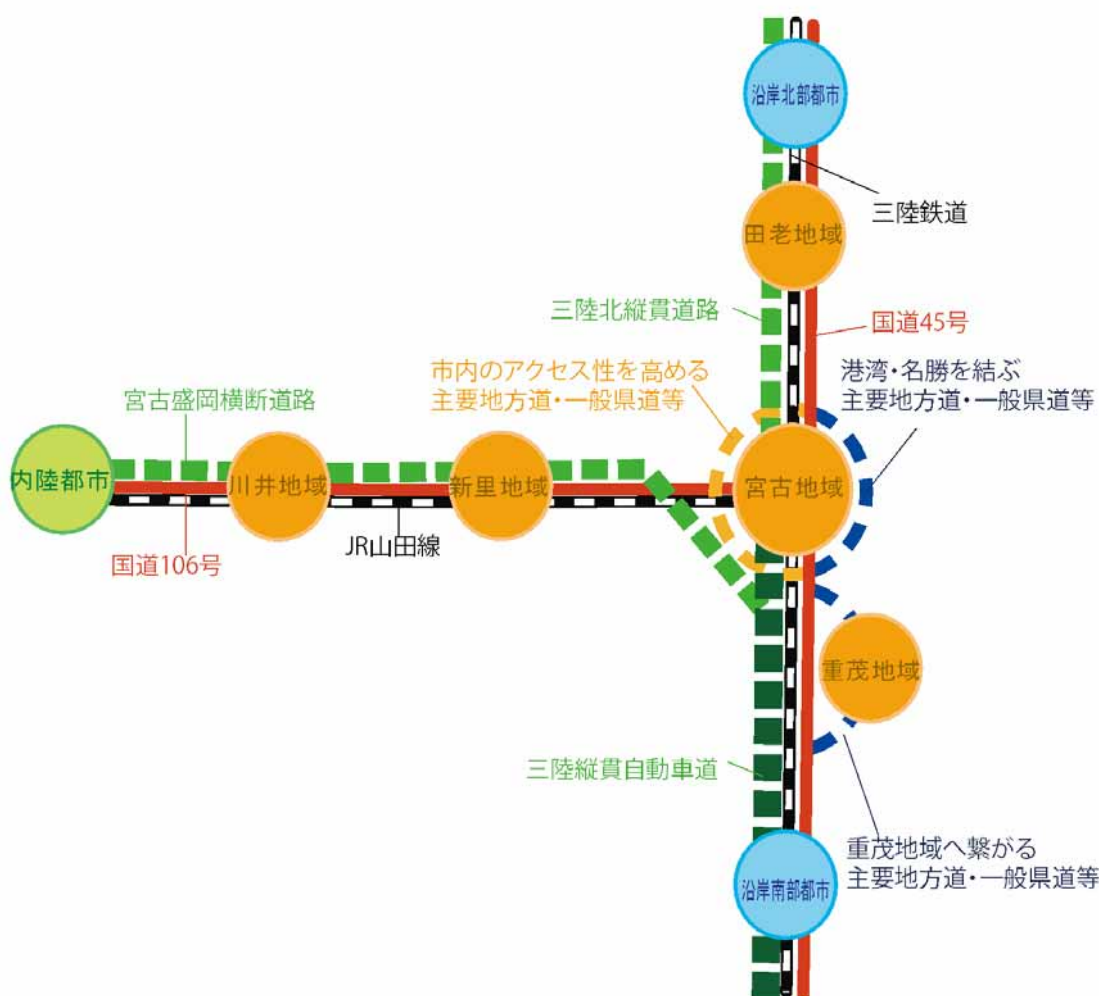 沿岸北部都市
三陸鉄道
田老地域
三陸北縦貫道路
国道45号
市内のアクセス性を高める
主要地方道・一般県道等
港湾・名勝を結ぶ
主要地方道・一般県道等
宮古盛岡横断道路
内陸都市
川井地域
新里地域
宮古地域
JR山田線
国道106号
重茂地域
三陸縦貫自動車道
重茂地域へ繋がる
主要地方道・一般県道等
沿岸南部都市